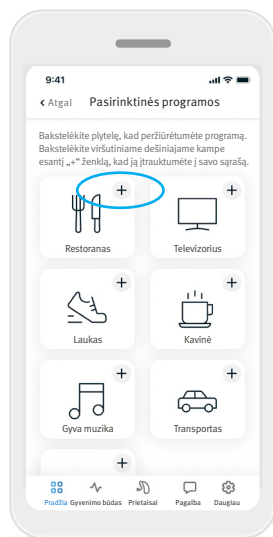 9:41
Atgal Pasirinktinės programos
Bakstelėkite plytelę, kad peržiūrėtumėte programą.
Bakstelėkite viršutiniame dešiniajame kampe
esantį „+“ ženklą, kad ją įtrauktumėte į savo sąrašą.
+ +
Restoranas Televizorius
+ +
Laukas Kavinė
+ +
Gyva muzika Transportas
+
Pradžia Gyvenimo būdas Prietaisai Pagalba Daugiau